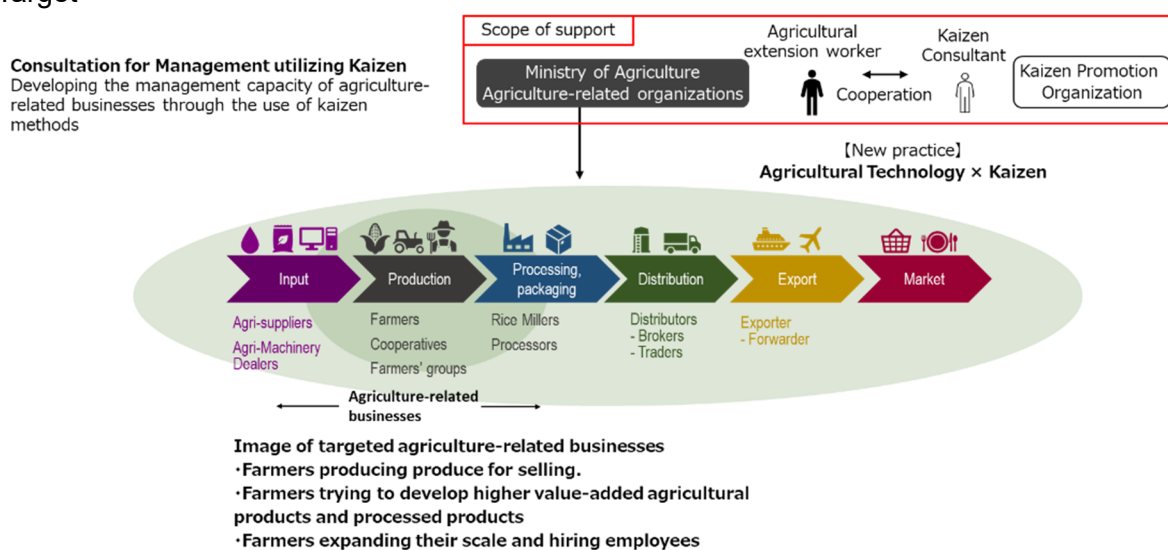 Target
Scope of support
Ministry of Agriculture
Agriculture-related organizations
Agricultural
extension worker
Cooperation
Kaizen
Consultant
Kaizen Promotion
Organization
Consultation for Management utilizing Kaizen
Developing the management capacity of agriculture-
related businesses through the use of kaizen
methods
【New practice】
Agricultural Technology × Kaizen
Input
Production
Processing,
packaging
Distribution
Export
Market
Agri-suppliers
Agri-Machinery
Dealers
Farmers
Cooperatives
Farmers' groups
Rice Millers
Processors
Distributors
- Brokers
- Traders
Exporter
- Forwarder
Agriculture-related
businesses
Image of targeted agriculture-related businesses
・Farmers producing produce for selling.
・Farmers trying to develop higher value-added agricultural
products and processed products
・Farmers expanding their scale and hiring employees